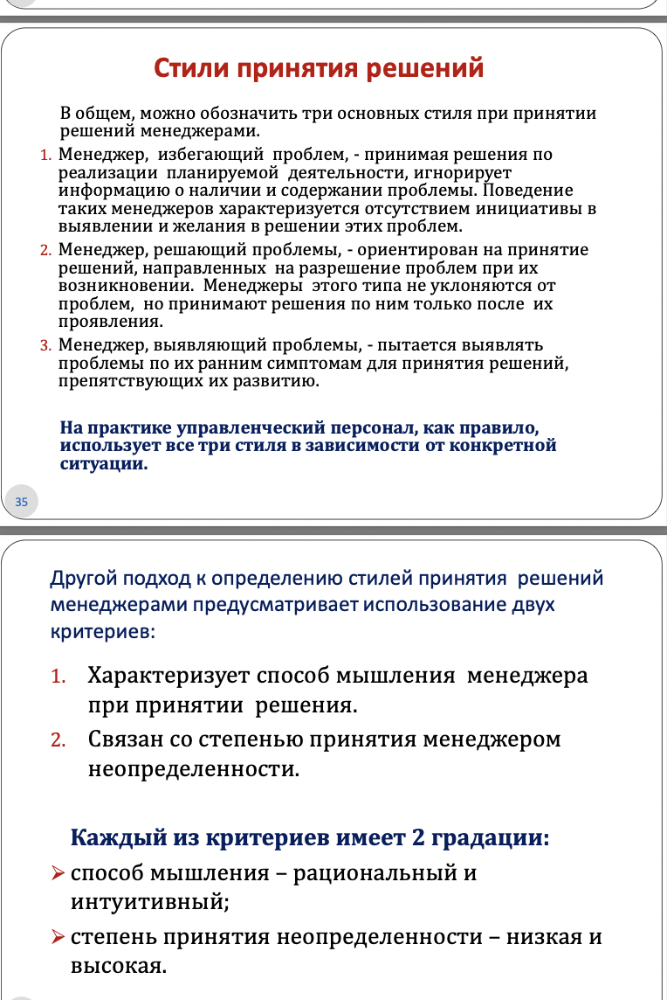 Стили принятия решений
В общем, можно обозначить три основных стиля при принятии
решений менеджерами.
1. Менеджер, избегающий проблем, - принимая решения по
реализации планируемой деятельности, игнорирует
информацию о наличии и содержании проблемы. Поведение
таких менеджеров характеризуется отсутствием инициативы в
выявлении и желания в решении этих проблем.
2. Менеджер, решающий проблемы, - ориентирован на принятие
решений, направленных на разрешение проблем при их
возникновении. Менеджеры этого типа не уклоняются от
проблем, но принимают решения по ним только после их
проявления.
3. Менеджер, выявляющий проблемы, - пытается выявлять
проблемы по их ранним симптомам для принятия решений,
препятствующих их развитию.
На практике управленческий персонал, как правило,
использует все три стиля в зависимости от конкретной
ситуации.
35
Другой подход к определению стилей принятия решений
менеджерами предусматривает использование двух
критериев:
1. Характеризует способ мышления менеджера
при принятии решения.
2. Связан со степенью принятия менеджером
неопределенности.
Каждый из критериев имеет 2 градации:
способ мышления – рациональный и
интуитивный;
степень принятия неопределенности – низкая и
высокая.